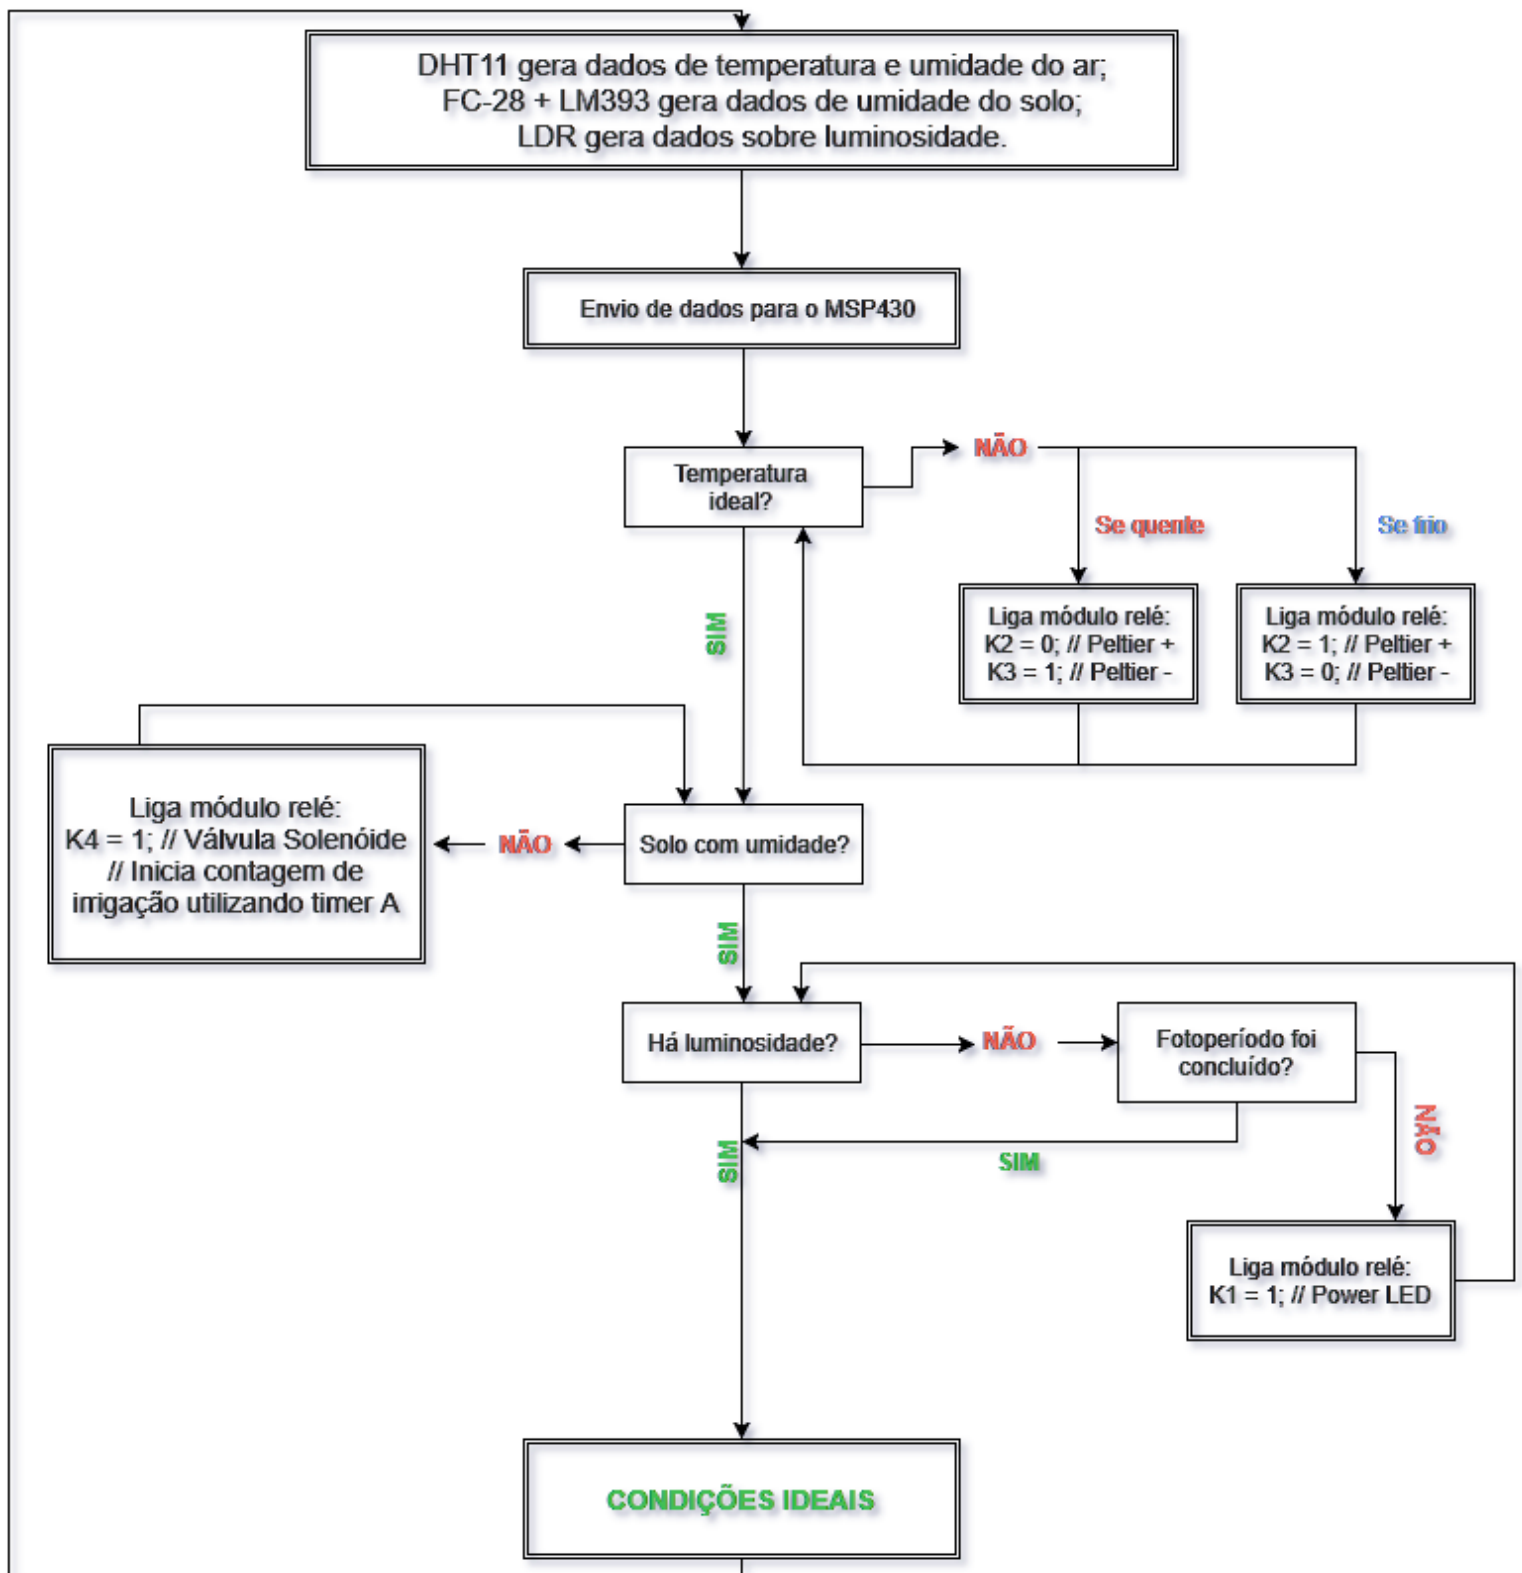 DHT11 gera dados de temperatura e umidade do ar;
FC-28 + LM393 gera dados de umidade do solo;
LDR gera dados sobre luminosidade.
Envio de dados para o MSP430
Temperatura
ideal?
NÃO
Se quente
Se frio
Liga módulo relé:
K2 = 0; // Peltier +
K3 = 1; // Peltier -
Liga módulo relé:
K2 = 1; // Peltier +
K3 = 0; // Peltier -
SIM
Liga módulo relé:
K4 = 1; // Válvula Solenóide
// Inicia contagem de
irrigação utilizando timer A
NÃO
Solo com umidade?
SIM
Há luminosidade?
NÃO
Fotoperíodo foi
concluído?
NÃO
SIM
SIM
Liga módulo relé:
K1 = 1; // Power LED
CONDIÇÕES IDEAIS